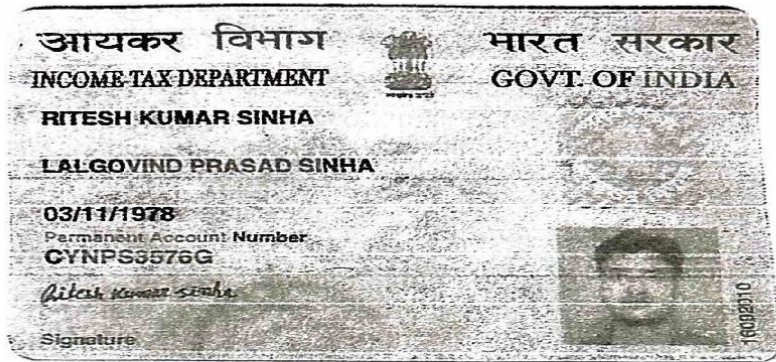 आयकर विभाग भारत सरकार
INCOME TAX DEPARTMENT GOVT. OF INDIA
RITESH KUMAR SINHA
LALGOVIND PRASAD SINHA
03/11/1978
Permanent Account Number
CYNPS3576G
Ritesh Kumar Sinha
Signature
16092010